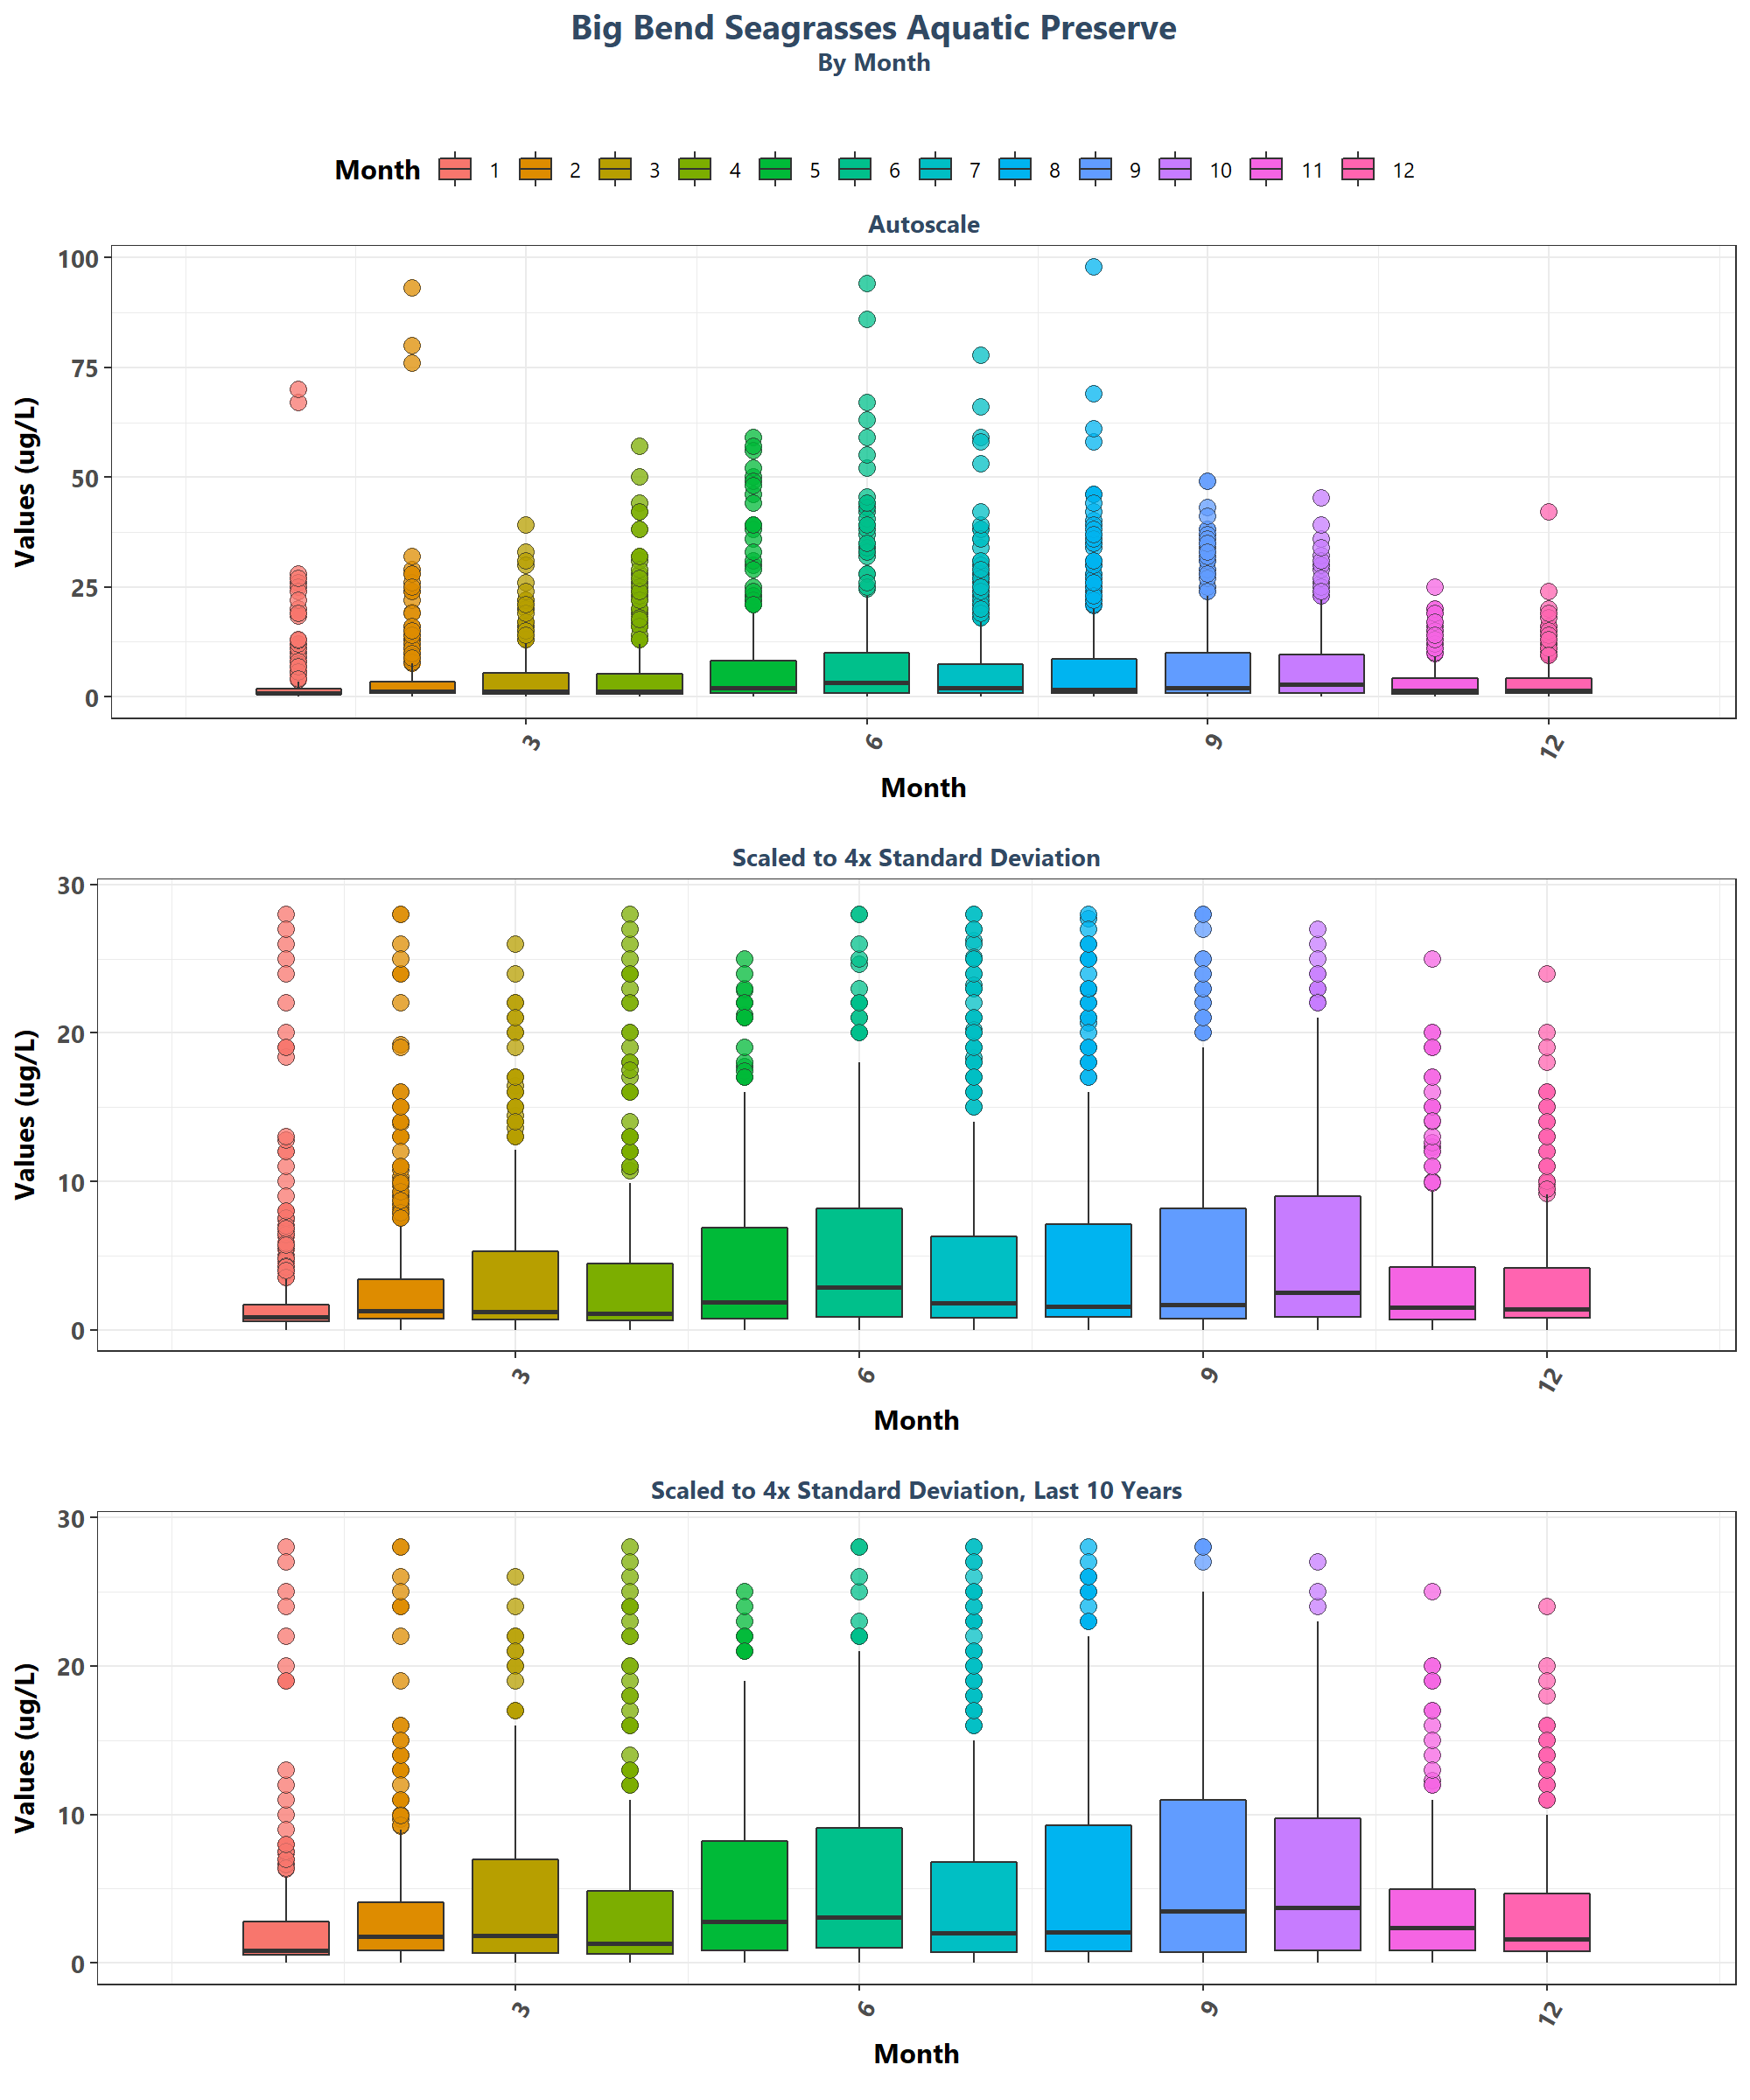 Big Bend Seagrasses Aquatic Preserve
By Month
Month 1 2 3 4 5 6 7 8 9 10 11 12
Autoscale
Values (ug/L)
100
75
50
25
0
3 6 9 12
Month
Scaled to 4x Standard Deviation
Values (ug/L)
30
20
10
0
3 6 9 12
Month
Scaled to 4x Standard Deviation, Last 10 Years
Values (ug/L)
30
20
10
0
3 6 9 12
Month